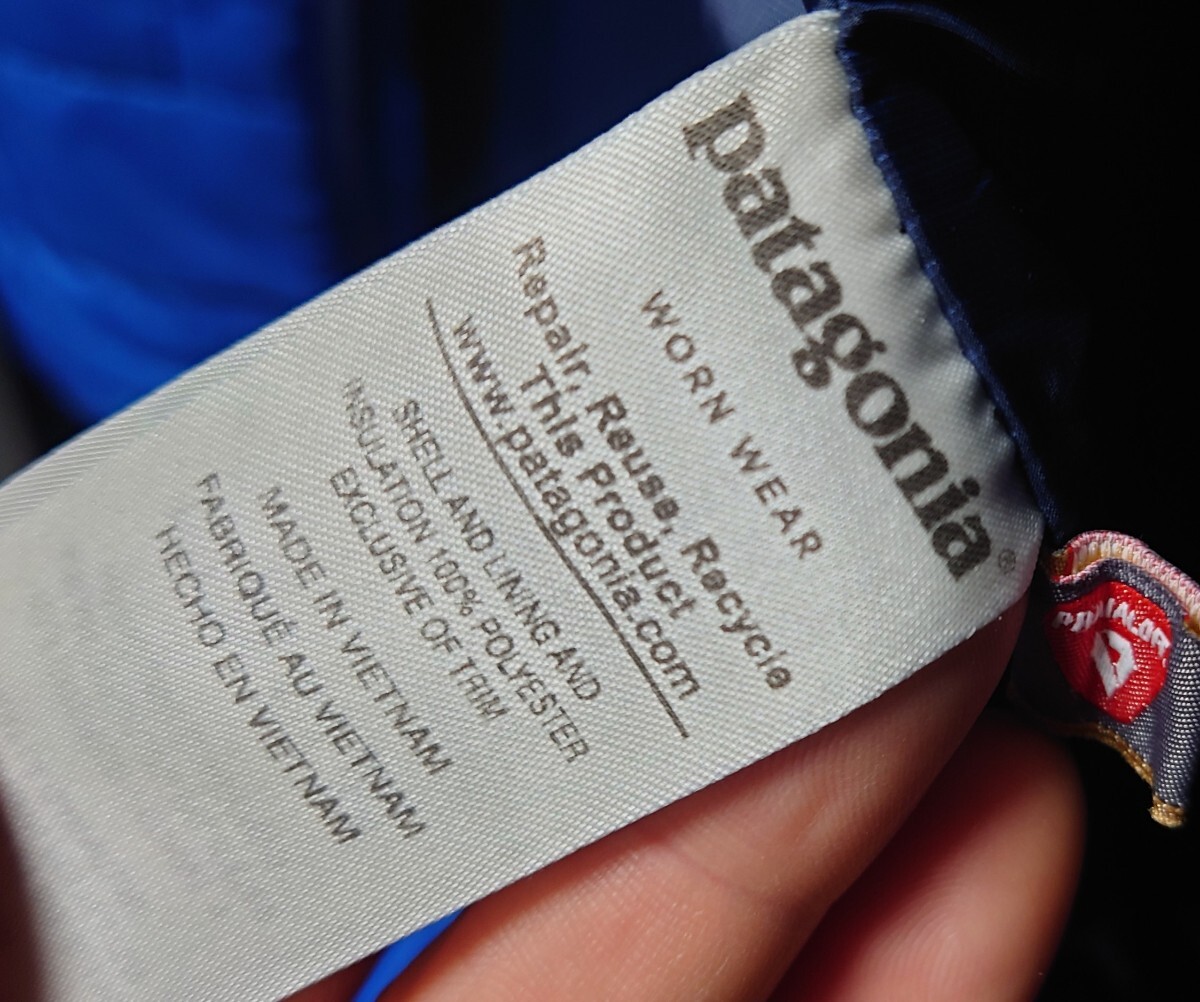 patagonia®
WORN WEAR
Repair, Reuse, Recycle
This Product
www.patagonia.com
SHELL AND LINING AND
INSULATION 100% POLYESTER
EXCLUSIVE OF TRIM
MADE IN VIETNAM
FABRIQUÉ AU VIETNAM
HECHO EN VIETNAM